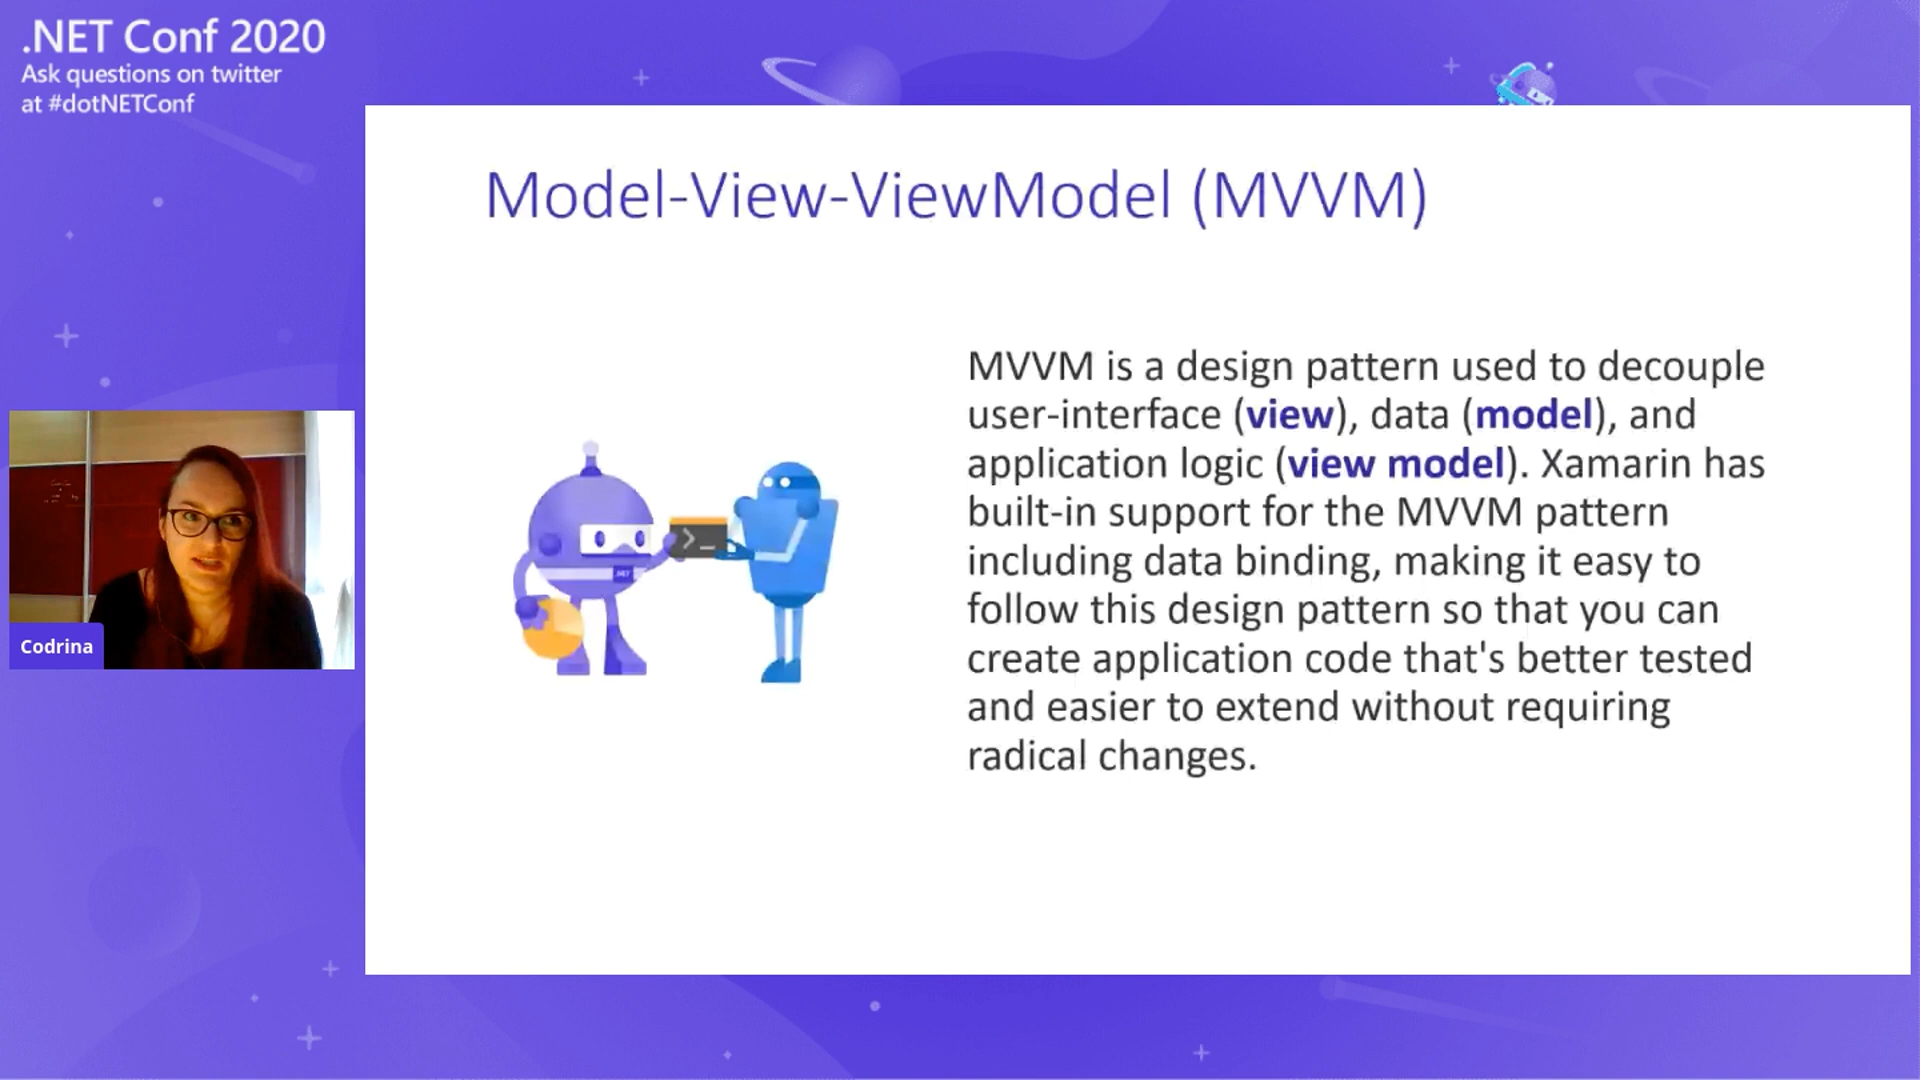 .NET Conf 2020
Ask questions on twitter
at #dotNETConf
Model-View-ViewModel (MVVM)
MVVM is a design pattern used to decouple
user-interface (view), data (model), and
application logic (view model). Xamarin has
built-in support for the MVVM pattern
including data binding, making it easy to
follow this design pattern so that you can
create application code that's better tested
and easier to extend without requiring
radical changes.
>_
.NET
Codrina